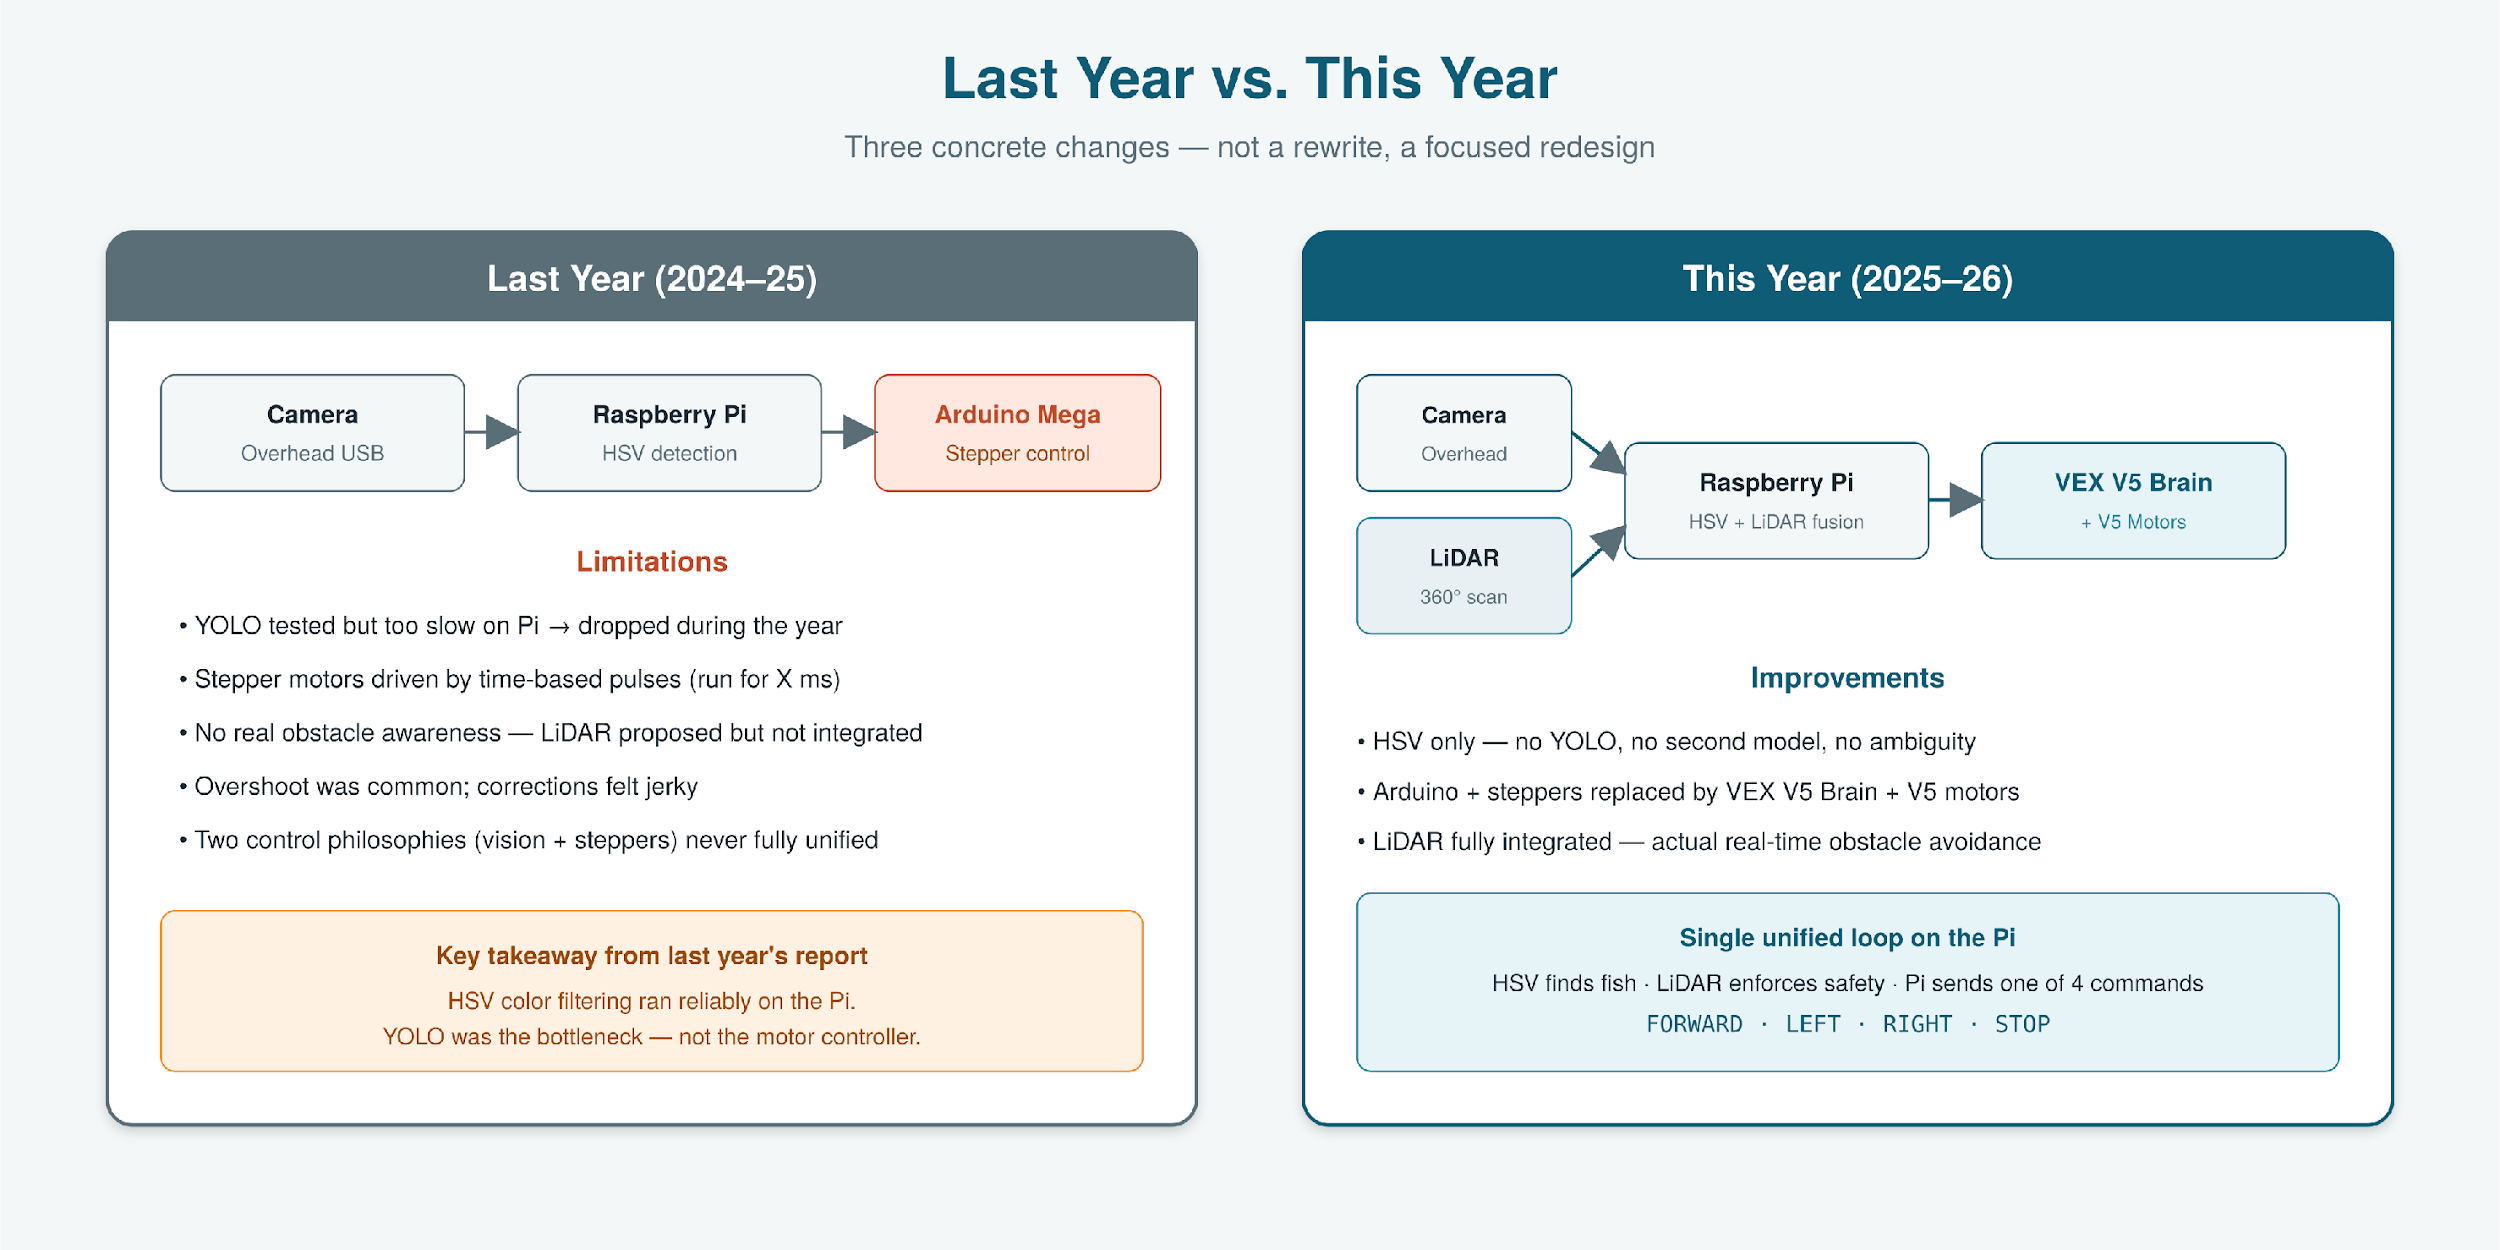 Last Year vs. This Year
Three concrete changes — not a rewrite, a focused redesign
Last Year (2024–25)
Camera
Overhead USB
Raspberry Pi
HSV detection
Arduino Mega
Stepper control
Limitations
• YOLO tested but too slow on Pi → dropped during the year
• Stepper motors driven by time-based pulses (run for X ms)
• No real obstacle awareness — LiDAR proposed but not integrated
• Overshoot was common; corrections felt jerky
• Two control philosophies (vision + steppers) never fully unified
Key takeaway from last year's report
HSV color filtering ran reliably on the Pi.
YOLO was the bottleneck — not the motor controller.
This Year (2025–26)
Camera
Overhead
LiDAR
360° scan
Raspberry Pi
HSV + LiDAR fusion
VEX V5 Brain
+ V5 Motors
Improvements
• HSV only — no YOLO, no second model, no ambiguity
• Arduino + steppers replaced by VEX V5 Brain + V5 motors
• LiDAR fully integrated — actual real-time obstacle avoidance
Single unified loop on the Pi
HSV finds fish · LiDAR enforces safety · Pi sends one of 4 commands
FORWARD · LEFT · RIGHT · STOP